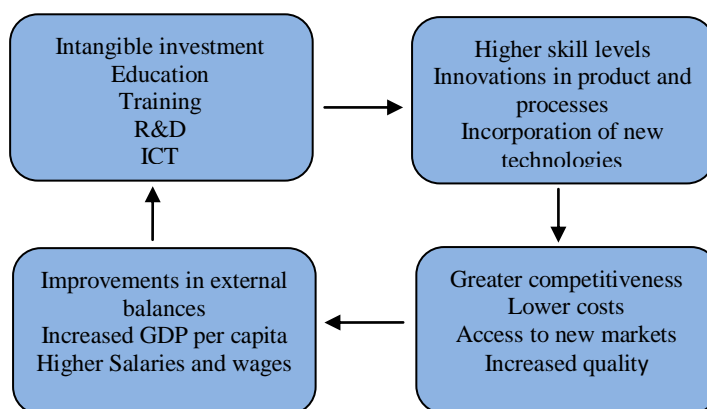 Intangible investment
Education
Training
R&D
ICT
Higher skill levels
Innovations in product and
processes
Incorporation of new
technologies
Greater competitiveness
Lower costs
Access to new markets
Increased quality
Improvements in external
balances
Increased GDP per capita
Higher Salaries and wages